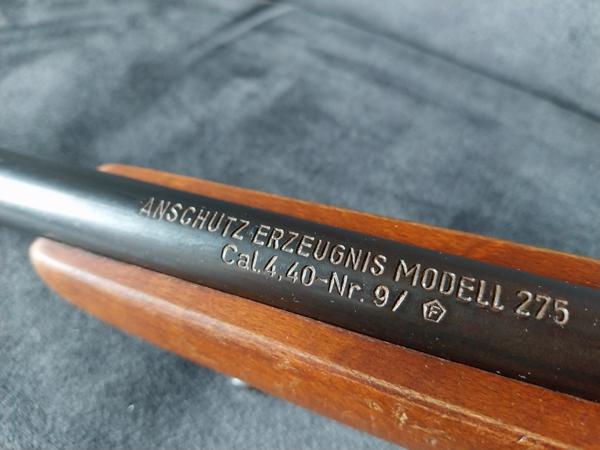 ANSCHUTZ-ERZEUGNIS MODELL 275
Cal.4,40-Nr. 9/ F